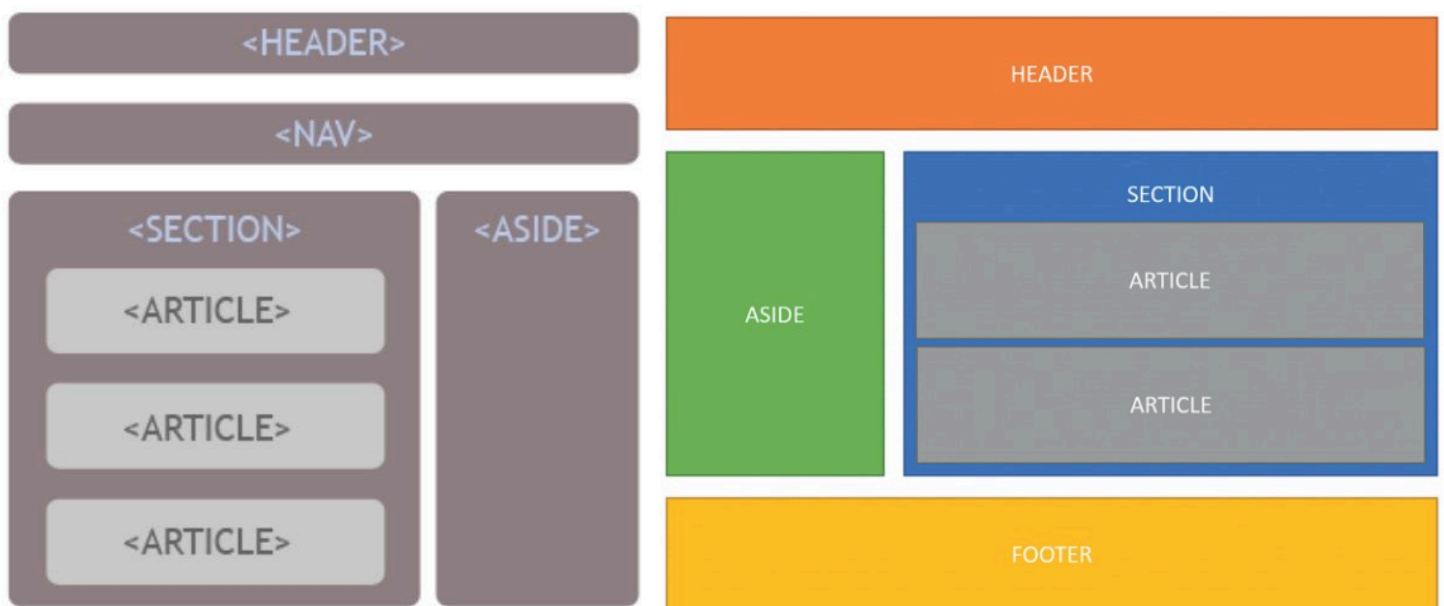 <HEADER>
<NAV>
<SECTION>
<ARTICLE>
<ARTICLE>
<ARTICLE>
<ASIDE>
HEADER
ASIDE
SECTION
ARTICLE
ARTICLE
FOOTER